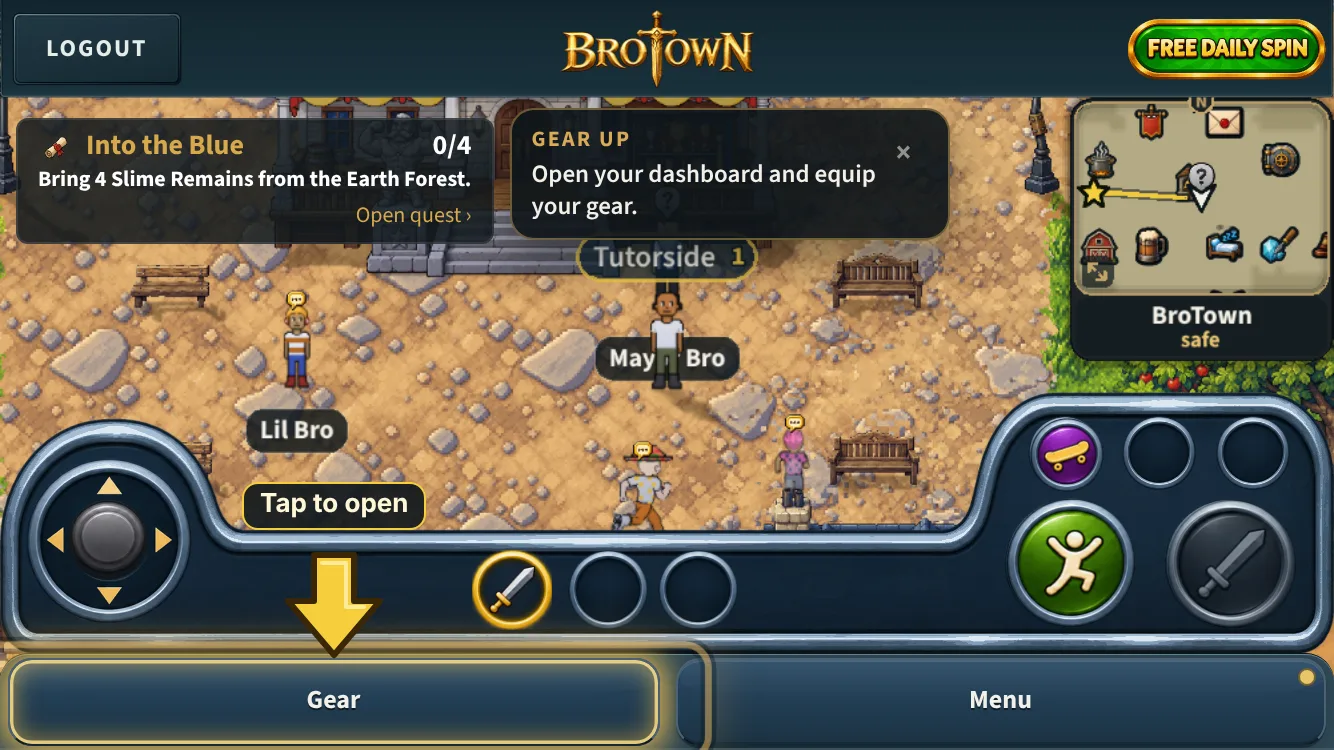 LOGOUT
BROTOWN
FREE DAILY SPIN
Into the Blue
0/4
Bring 4 Slime Remains from the Earth Forest.
Open quest ›
GEAR UP
×
Open your dashboard and equip
your gear.
N
?
BroTown
safe
Tutorside 1
May Bro
Lil Bro
Tap to open
Gear
Menu